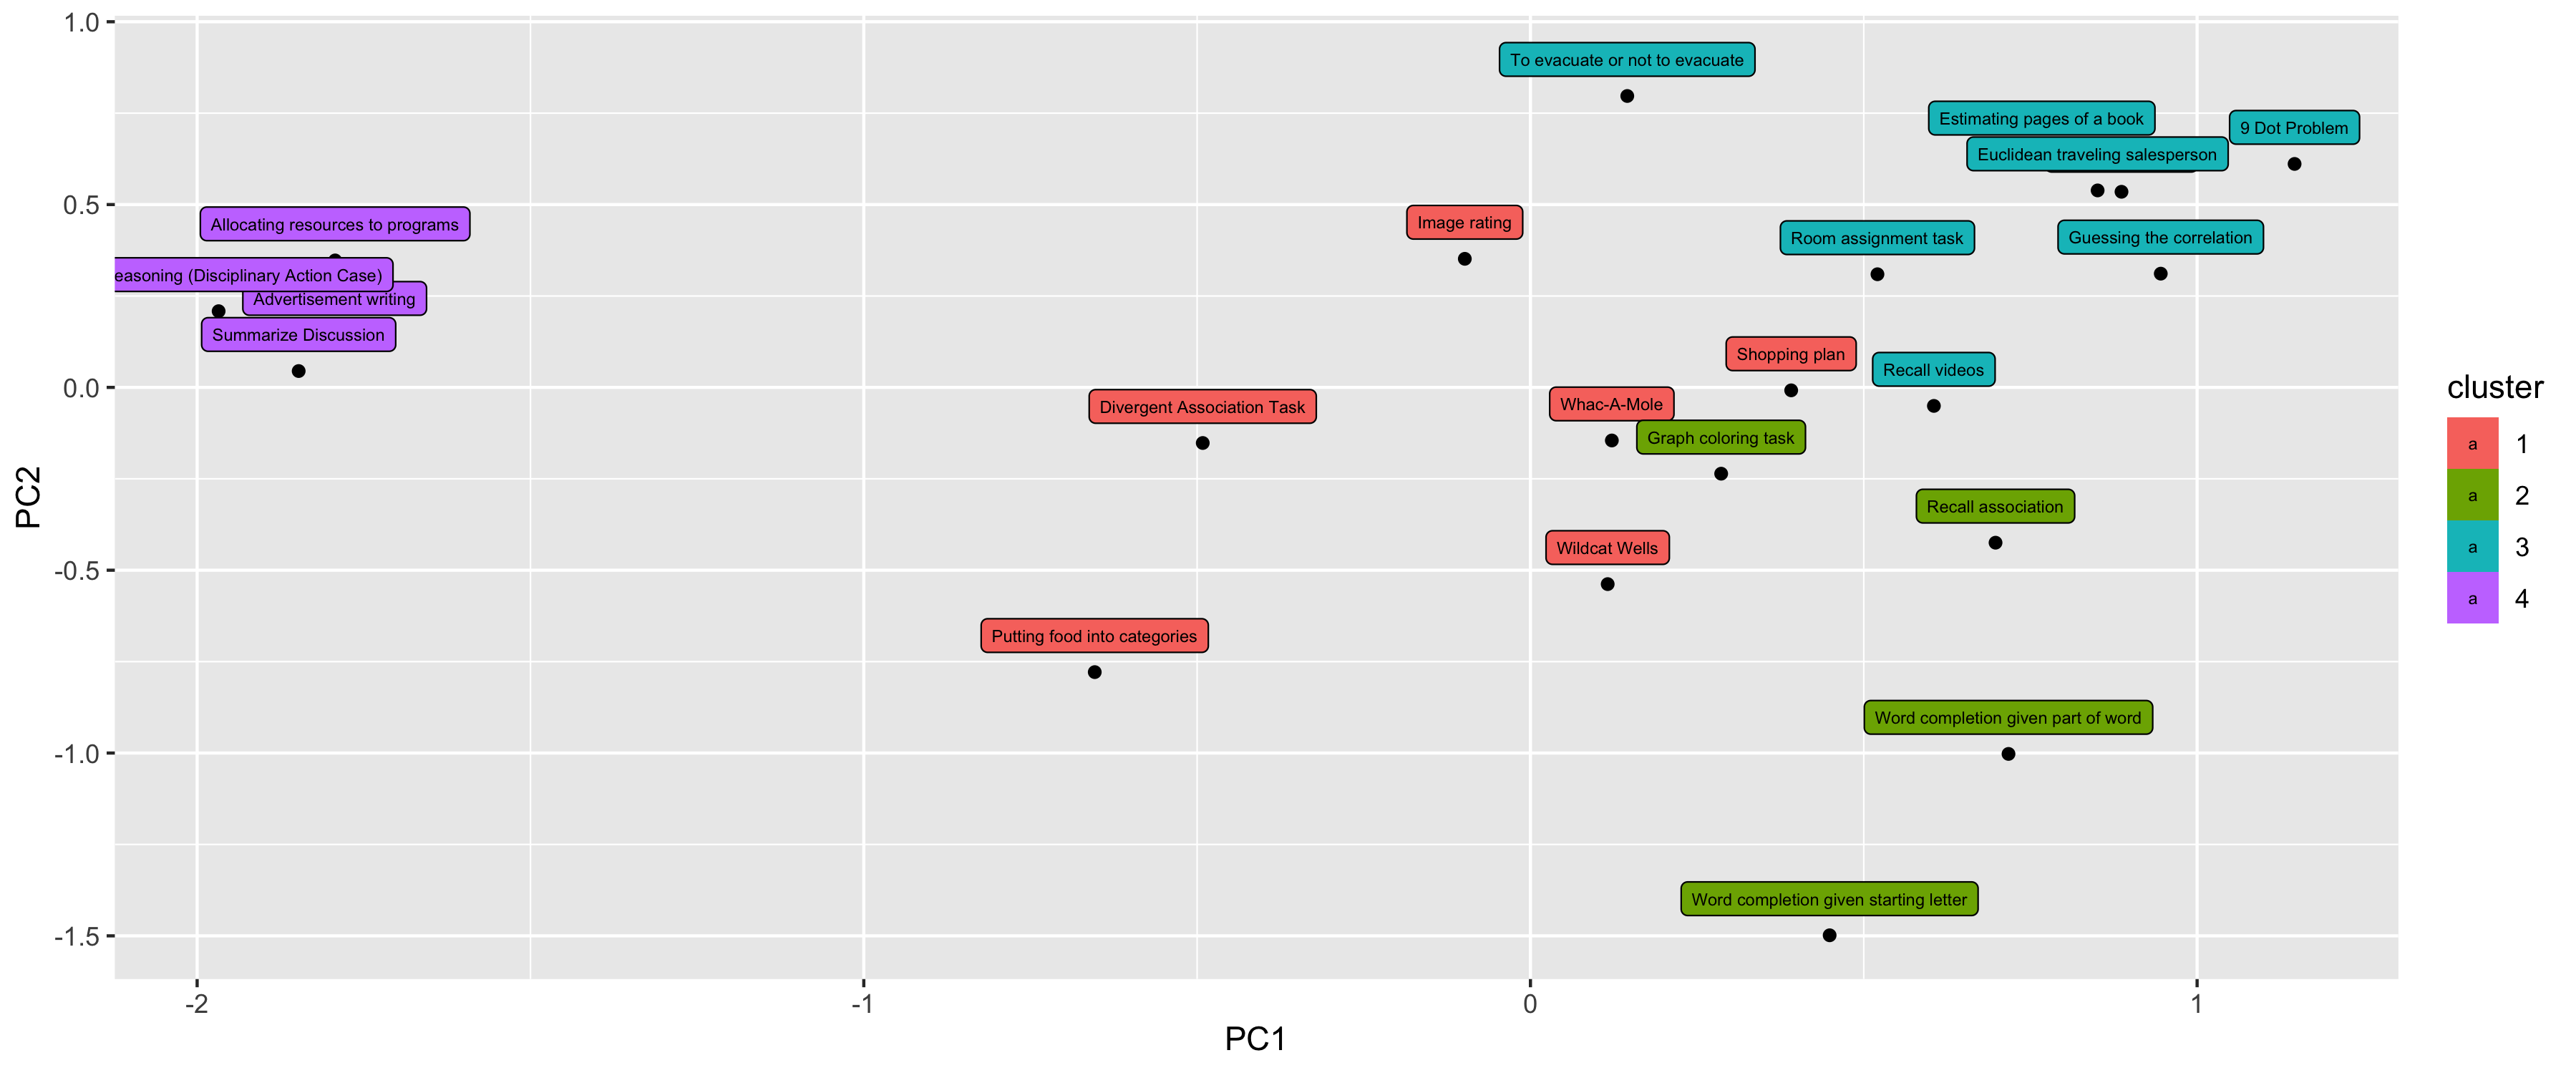 1.0
To evacuate or not to evacuate
Estimating pages of a book
9 Dot Problem
Euclidean traveling salesperson
0.5
Allocating resources to programs
Image rating
Room assignment task
Guessing the correlation
(Disciplinary Action Case)
Advertisement writing
Summarize Discussion
Shopping plan
Recall videos
0.0
Divergent Association Task
Whac-A-Mole
Graph coloring task
Recall association
Wildcat Wells
-0.5
Putting food into categories
Word completion given part of word
-1.0
Word completion given starting letter
-1.5
-2
-1
0
1
PC1
PC2
cluster
a 1
a 2
a 3
a 4